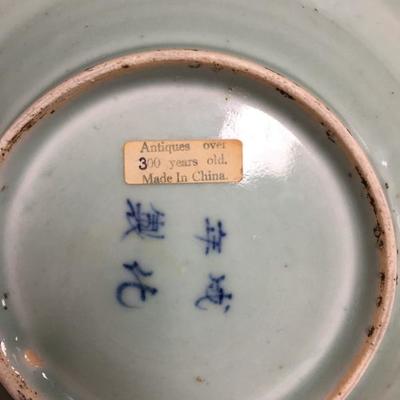 Antiques over
300 years old.
Made In China.
成化
年製